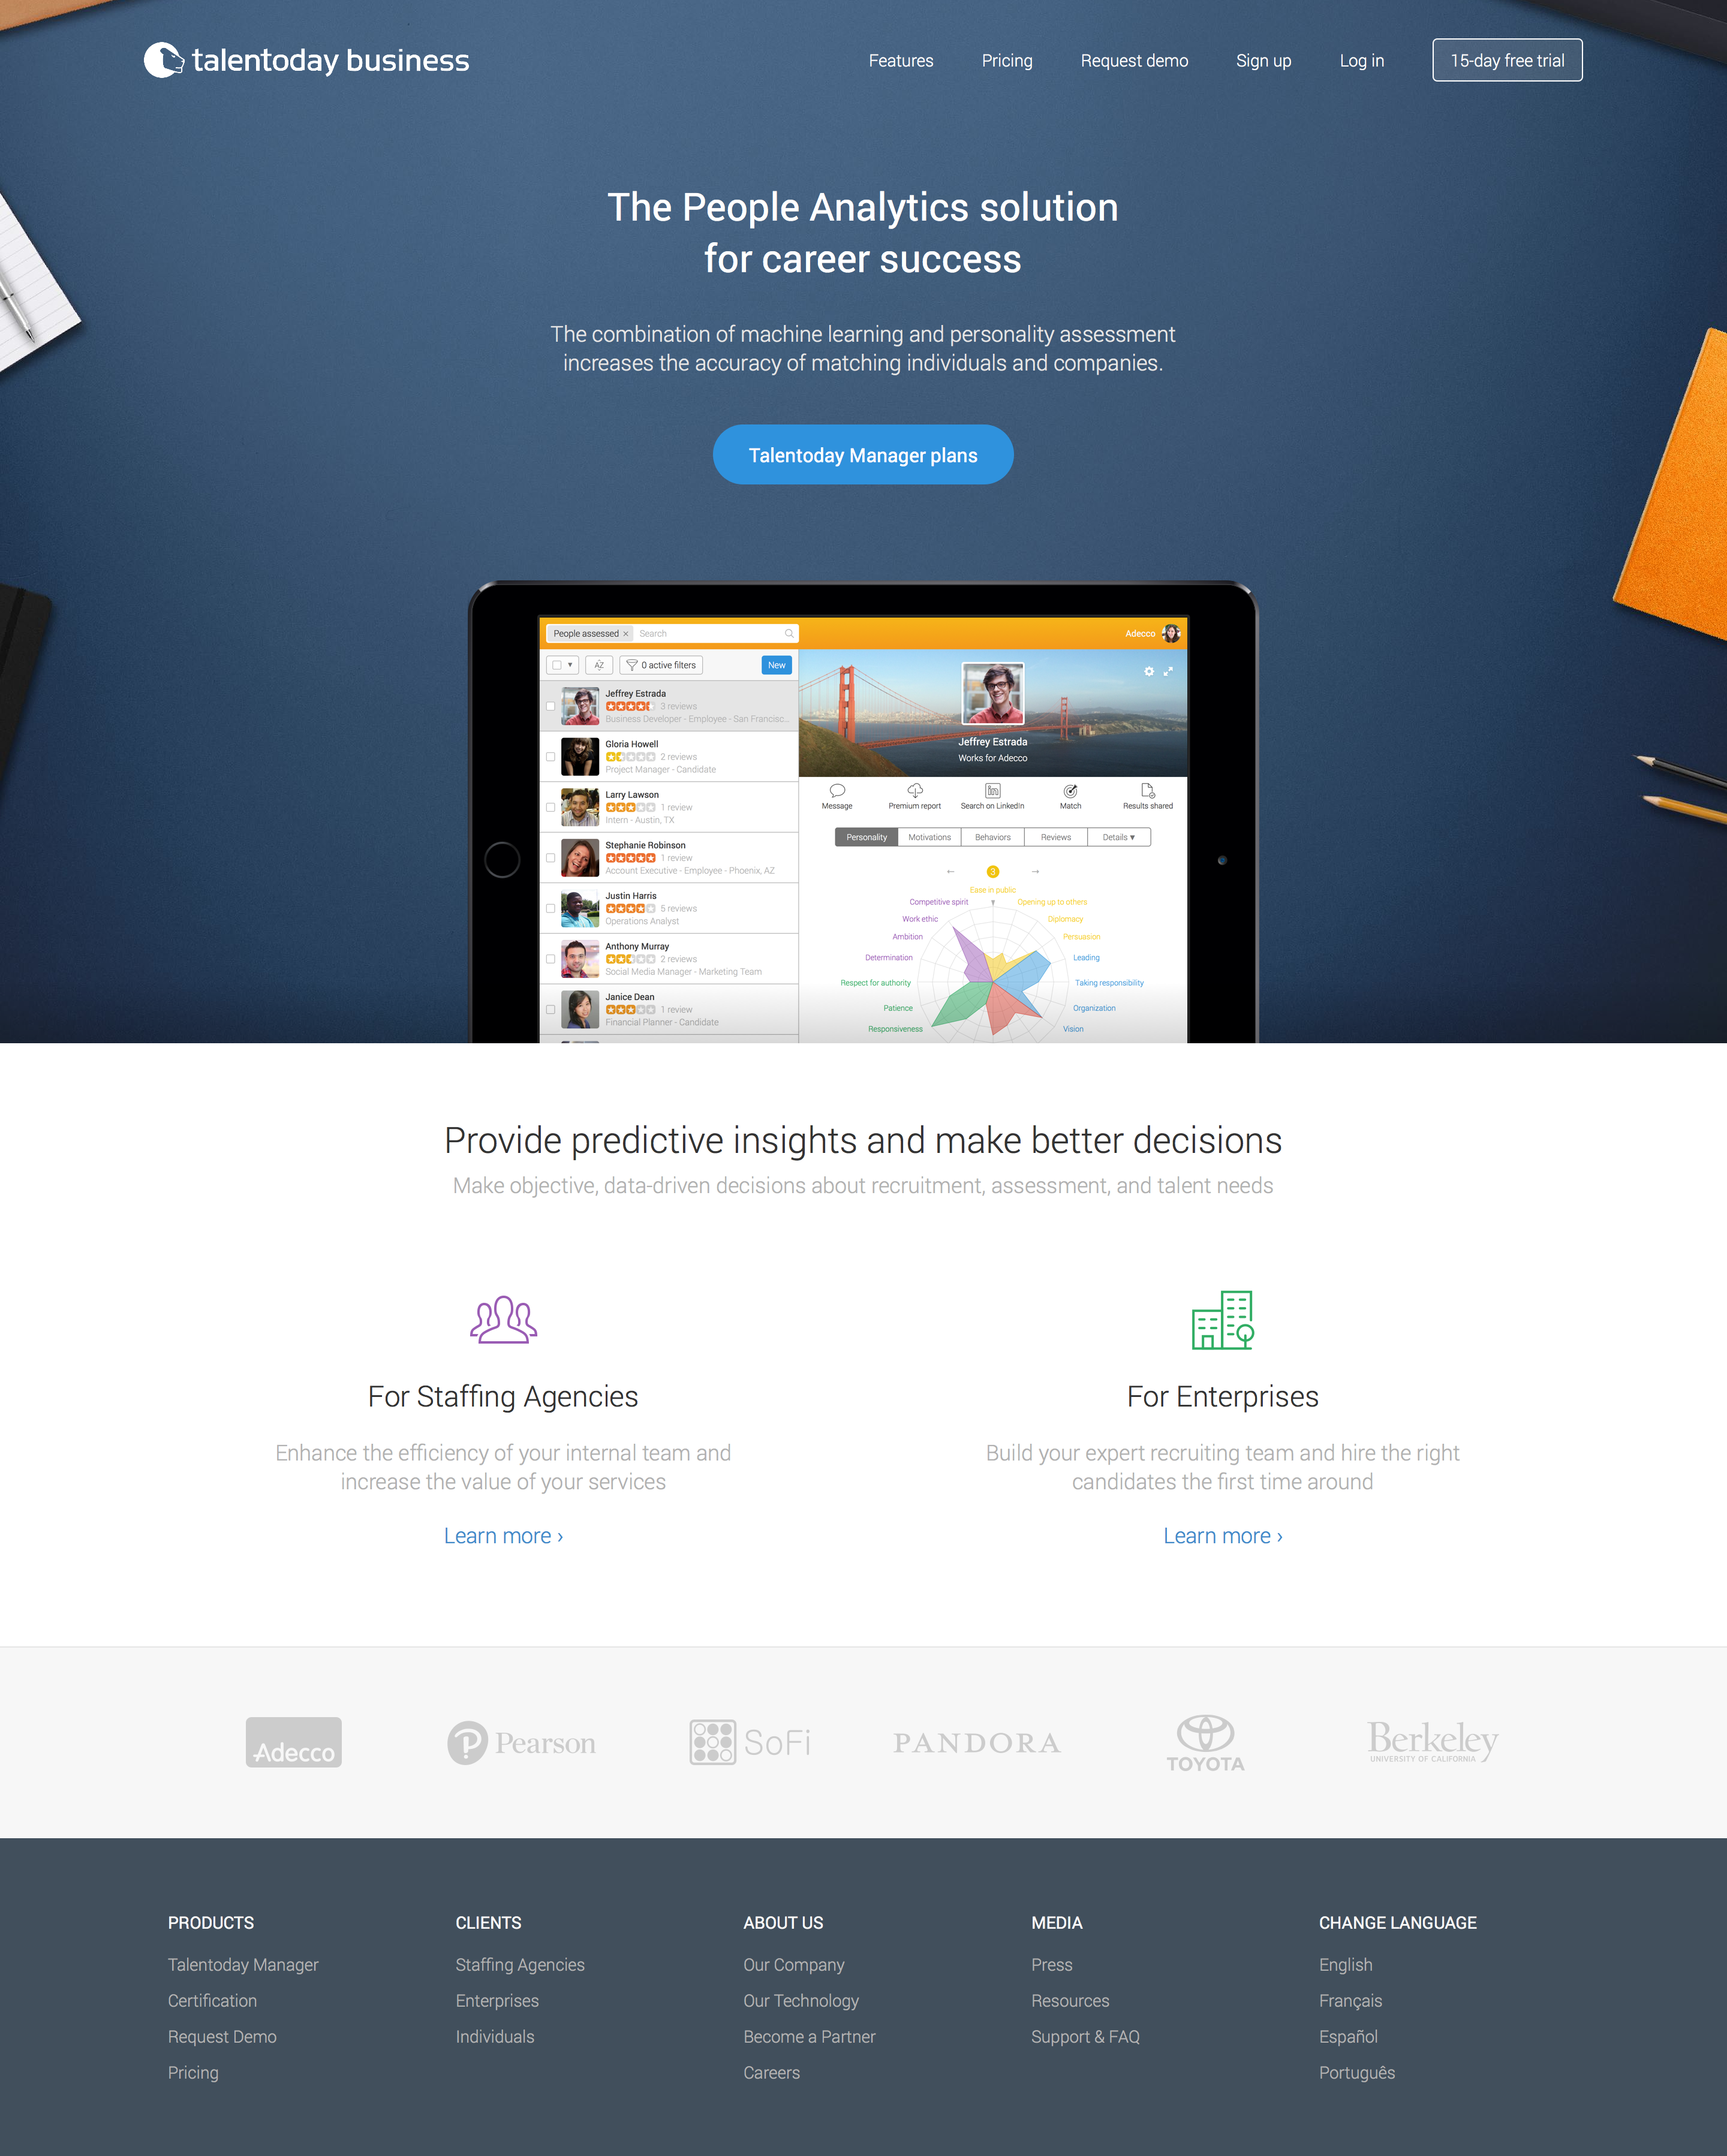 talentoday business
Features
Pricing
Request demo
Sign up
Log in
15-day free trial
The People Analytics solution
for career success
The combination of machine learning and personality assessment
increases the accuracy of matching individuals and companies.
Talentoday Manager plans
People assessed ×
Search
Adecco
AZ
0 active filters
New
Jeffrey Estrada
3 reviews
Business Developer - Employee - San Francisc...
Gloria Howell
2 reviews
Project Manager - Candidate
Larry Lawson
1 review
Intern - Austin, TX
Stephanie Robinson
1 review
Account Executive - Employee - Phoenix, AZ
Justin Harris
5 reviews
Operations Analyst
Anthony Murray
2 reviews
Social Media Manager - Marketing Team
Janice Dean
1 review
Financial Planner - Candidate
Jeffrey Estrada
Works for Adecco
Message
Premium report
in
Search on LinkedIn
Match
Results shared
Personality
Motivations
Behaviors
Reviews
Details ▾
← 3 →
Ease in public
Competitive spirit
Opening up to others
Work ethic
Diplomacy
Ambition
Persuasion
Determination
Leading
Respect for authority
Taking responsibility
Patience
Organization
Responsiveness
Vision
Provide predictive insights and make better decisions
Make objective, data-driven decisions about recruitment, assessment, and talent needs
For Staffing Agencies
Enhance the efficiency of your internal team and
increase the value of your services
Learn more ›
For Enterprises
Build your expert recruiting team and hire the right
candidates the first time around
Learn more ›
Adecco
Pearson
SoFi
PANDORA
TOYOTA
Berkeley
UNIVERSITY OF CALIFORNIA
PRODUCTS
Talentoday Manager
Certification
Request Demo
Pricing
CLIENTS
Staffing Agencies
Enterprises
Individuals
ABOUT US
Our Company
Our Technology
Become a Partner
Careers
MEDIA
Press
Resources
Support & FAQ
CHANGE LANGUAGE
English
Français
Español
Português